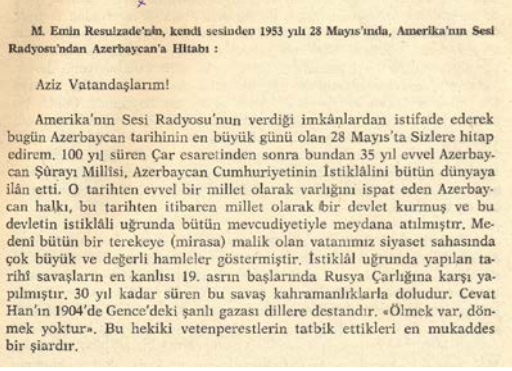 M. Emin Resulzade'nin, kendi sesinden 1953 yılı 28 Mayıs'ında, Amerika'nın Sesi
Radyosu'ndan Azerbaycan'a Hitabı :
Aziz Vatandaşlarım!
Amerika'nın Sesi Radyosu'nun verdiği imkânlardan istifade ederek
bugün Azerbaycan tarihinin en büyük günü olan 28 Mayıs'ta Sizlere hitap
edirem. 100 yıl süren Çar esaretinden sonra bundan 35 yıl evvel Azerbay-
can Şûrayı Millîsi, Azerbaycan Cumhuriyetinin İstiklâlini bütün dünyaya
ilân etti. O tarihten evvel bir millet olarak varlığını ispat eden Azerbay-
can halkı, bu tarihten itibaren millet olarak bir devlet kurmuş ve bu
devletin istiklâli uğrunda bütün mevcudiyetiyle meydana atılmıştır. Me-
denî bütün bir terekeye (mirasa) malik olan vatanımız siyaset sahasında
çok büyük ve değerli hamleler göstermiştir. İstiklâl uğrunda yapılan ta-
rihî savaşların en kanlısı 19. asrın başlarında Rusya Çarlığına karşı ya-
pılmıştır. 30 yıl kadar süren bu savaş kahramanlıklarla doludur. Cevat
Han'ın 1904'de Gence'deki şanlı gazası dillere destandır. «Ölmek var, dön-
mek yoktur». Bu hekiki vetenperestlerin tatbik ettikleri en mukaddes
bir şiardır.